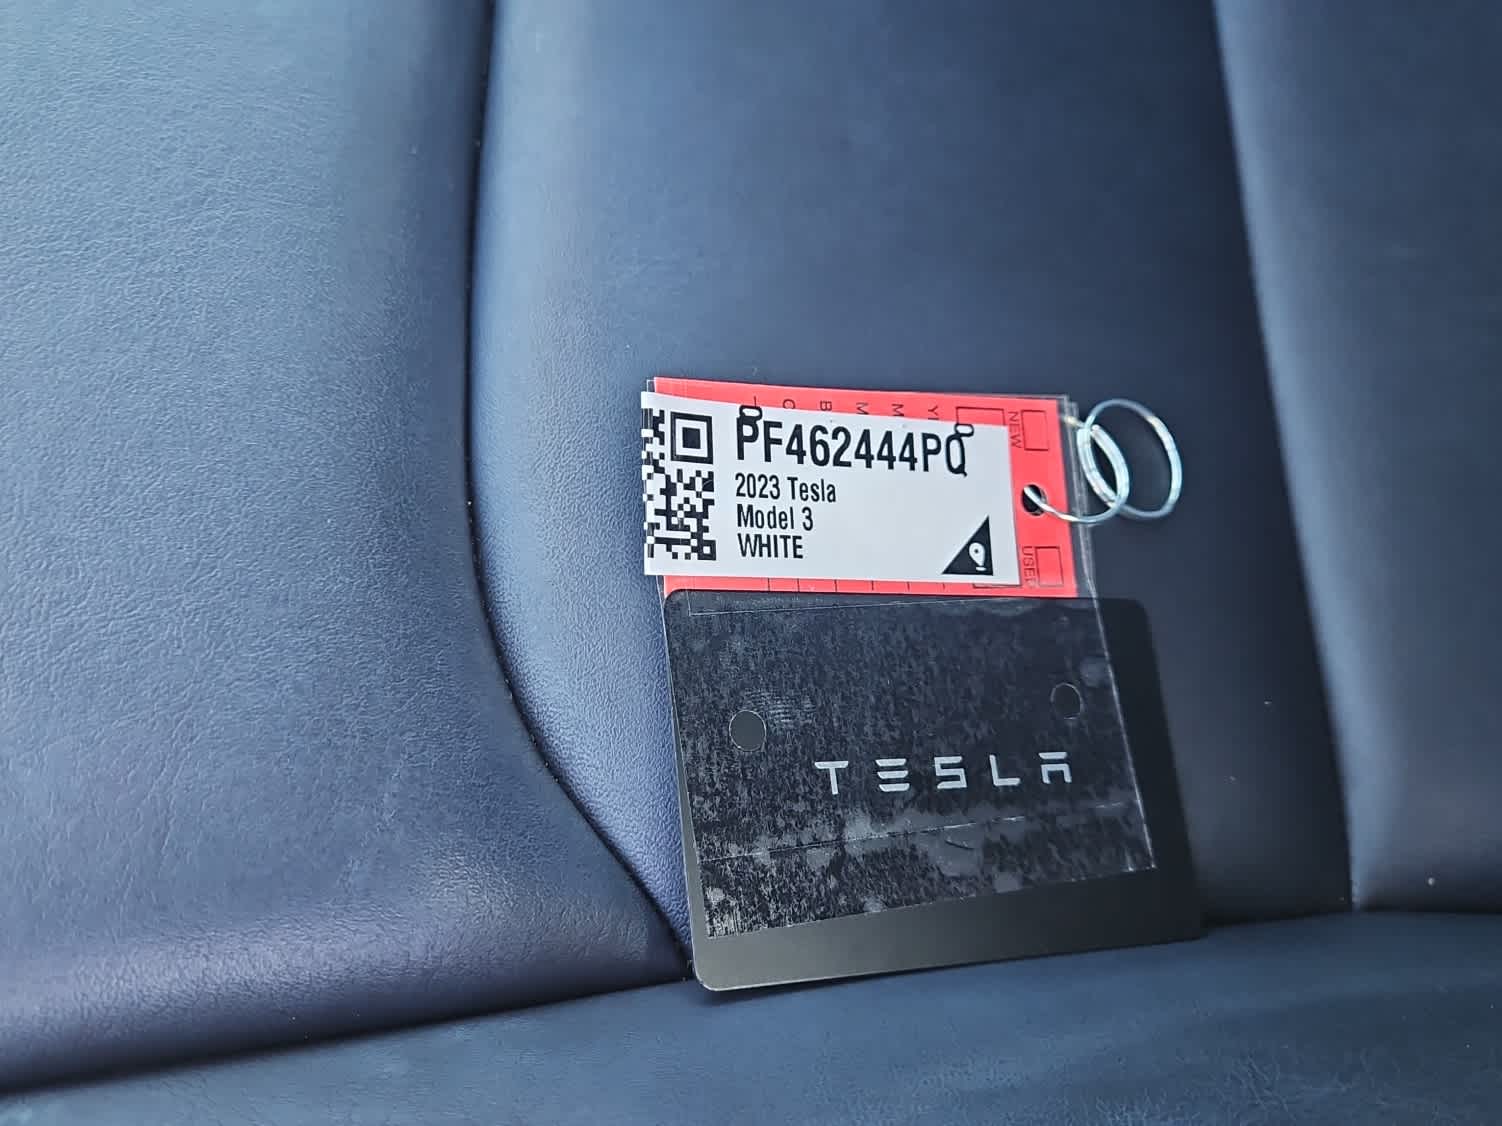 PF462444PQ
2023 Tesla
Model 3
WHITE
NEW
USED
TESLA